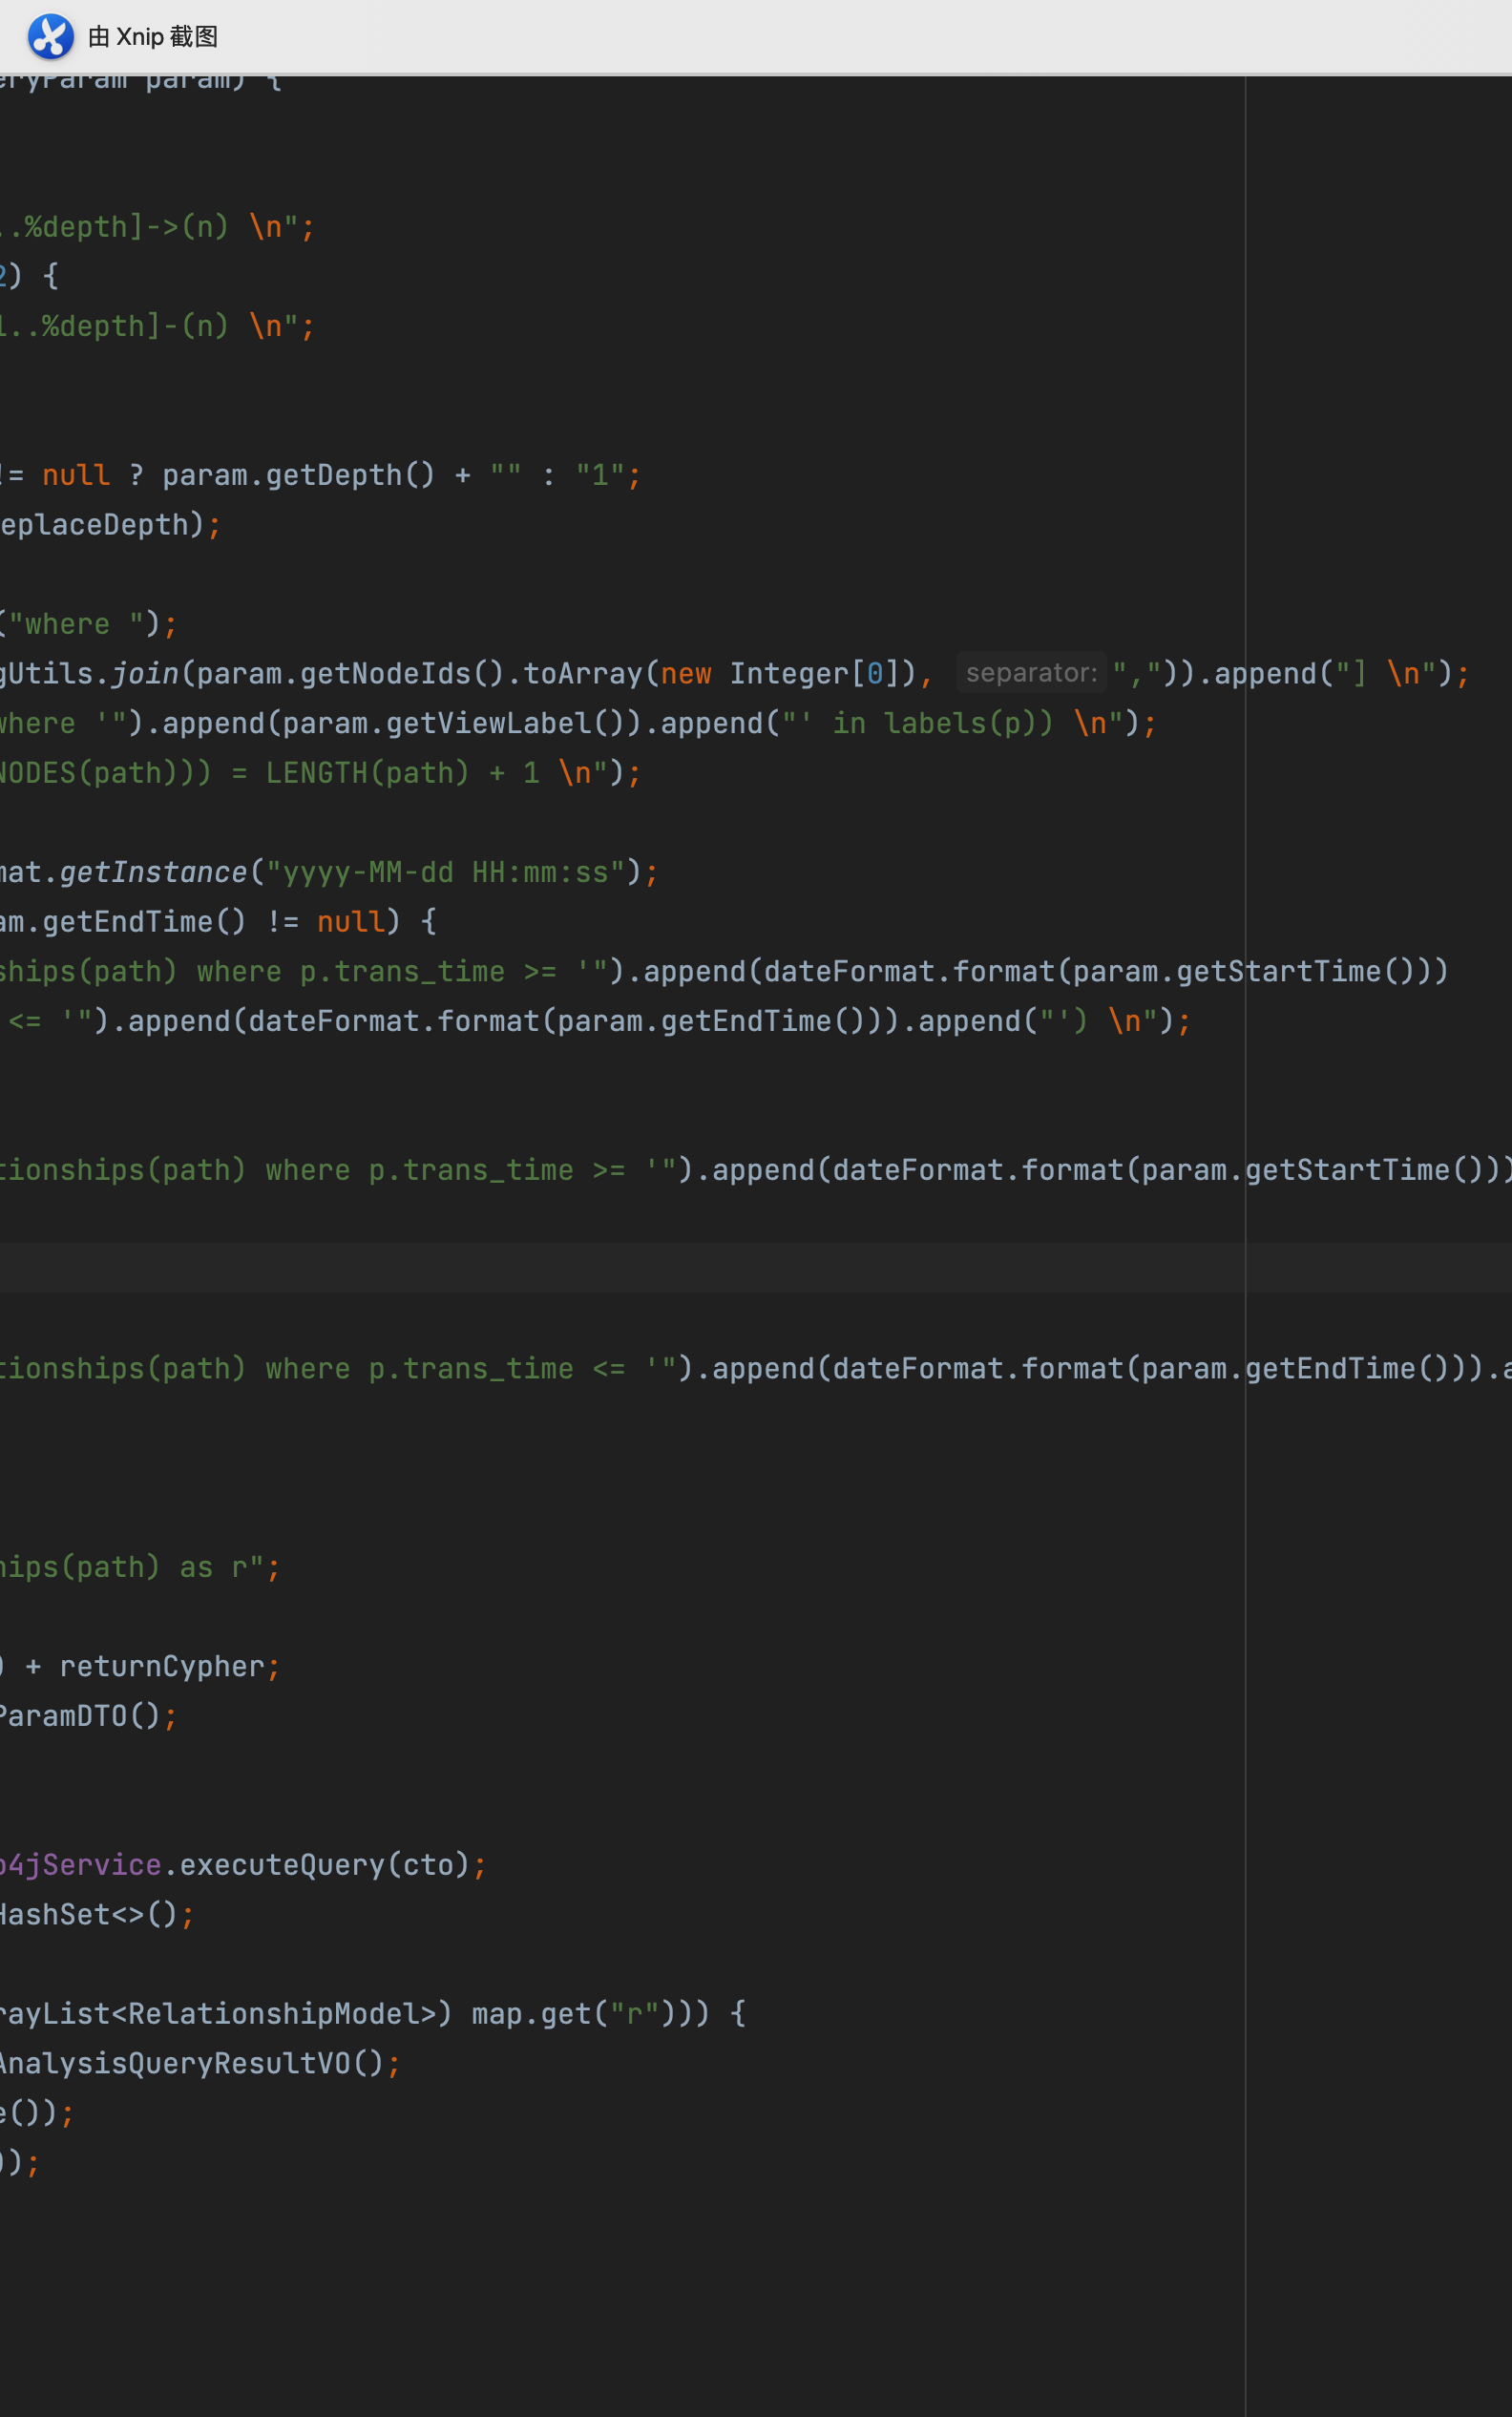 由 Xnip 截图
eryParam param) {
..%depth]->(n) \n";
2) {
1..%depth]-(n) \n";
!= null ? param.getDepth() + "" : "1";
eplaceDepth);
("where ");
gUtils.join(param.getNodeIds().toArray(new Integer[0]), separator: ",")).append("] \n");
where '").append(param.getViewLabel()).append("' in labels(p)) \n");
NODES(path))) = LENGTH(path) + 1 \n");
mat.getInstance("yyyy-MM-dd HH:mm:ss");
am.getEndTime() != null) {
ships(path) where p.trans_time >= '").append(dateFormat.format(param.getStartTime()))
<= '").append(dateFormat.format(param.getEndTime())).append("') \n");
tionships(path) where p.trans_time >= '").append(dateFormat.format(param.getStartTime()))
tionships(path) where p.trans_time <= '").append(dateFormat.format(param.getEndTime())).a
hips(path) as r";
) + returnCypher;
ParamDTO();
o4jService.executeQuery(cto);
HashSet<>();
rayList<RelationshipModel>) map.get("r"))) {
AnalysisQueryResultVO();
e());
));